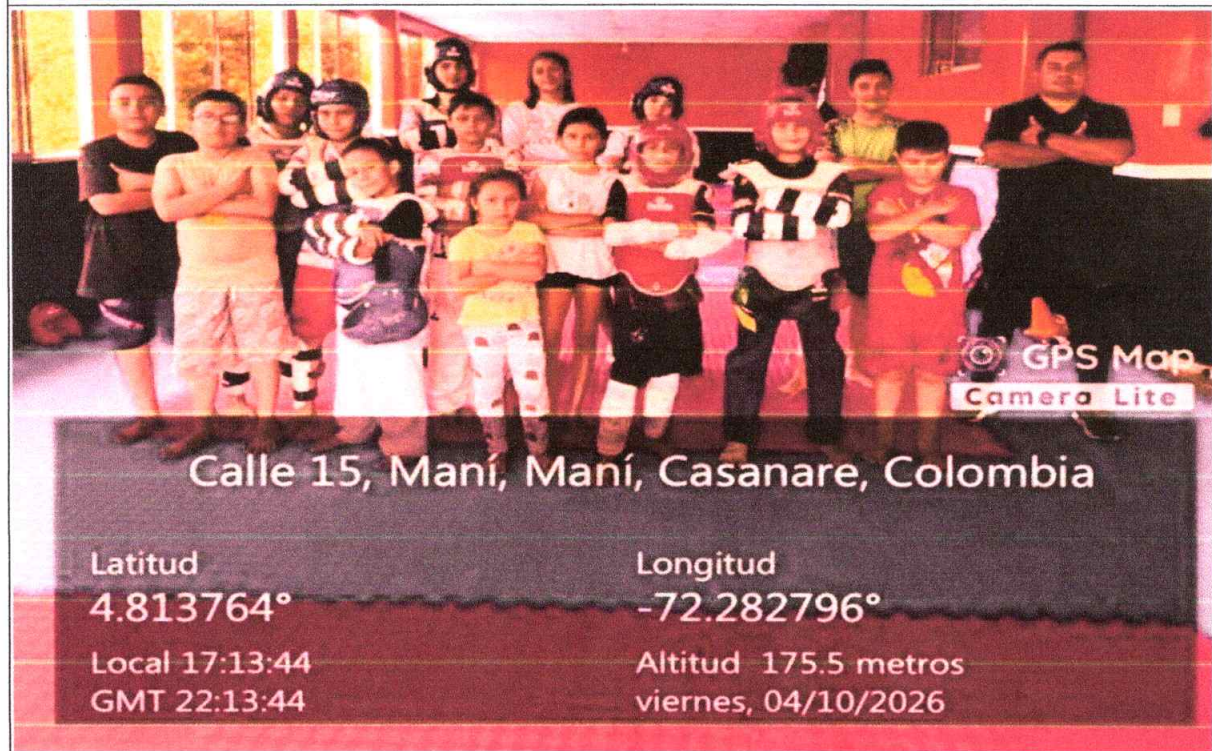 GPS Map
Camera Lite
Calle 15, Maní, Maní, Casanare, Colombia
Latitud
4.813764°
Longitud
-72.282796°
Local 17:13:44
GMT 22:13:44
Altitud 175.5 metros
viernes, 04/10/2026